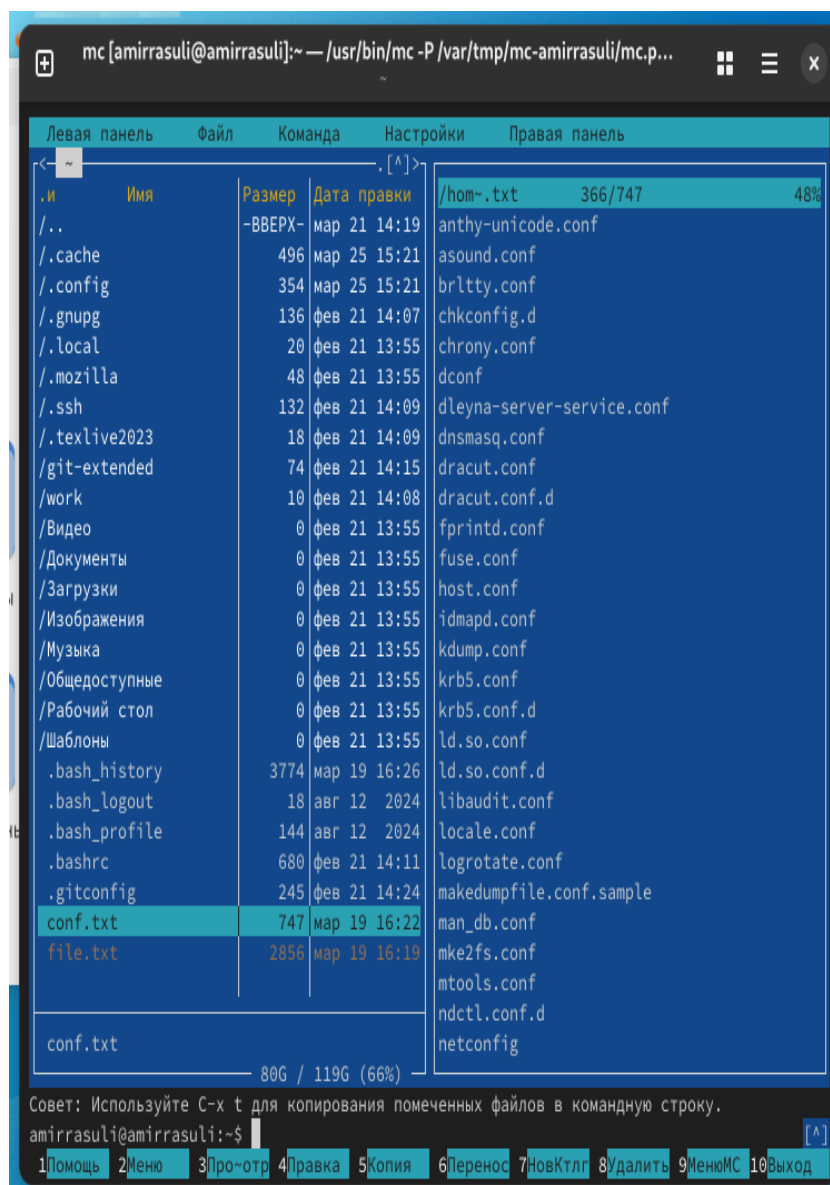 mc [amirrasuli@amirrasuli]:~ — /usr/bin/mc -P /var/tmp/mc-amirrasuli/mc.p...
~
Левая панель Файл Команда Настройки Правая панель
<- ~ .[^]>
.и Имя Размер Дата правки
/.. -ВВЕРХ- мар 21 14:19
/.cache 496 мар 25 15:21
/.config 354 мар 25 15:21
/.gnupg 136 фев 21 14:07
/.local 20 фев 21 13:55
/.mozilla 48 фев 21 13:55
/.ssh 132 фев 21 14:09
/.texlive2023 18 фев 21 14:09
/git-extended 74 фев 21 14:15
/work 10 фев 21 14:08
/Видео 0 фев 21 13:55
/Документы 0 фев 21 13:55
/Загрузки 0 фев 21 13:55
/Изображения 0 фев 21 13:55
/Музыка 0 фев 21 13:55
/Общедоступные 0 фев 21 13:55
/Рабочий стол 0 фев 21 13:55
/Шаблоны 0 фев 21 13:55
.bash_history 3774 мар 19 16:26
.bash_logout 18 авг 12 2024
.bash_profile 144 авг 12 2024
.bashrc 680 фев 21 14:11
.gitconfig 245 фев 21 14:24
conf.txt 747 мар 19 16:22
file.txt 2856 мар 19 16:19
conf.txt
80G / 119G (66%)
/hom~.txt 366/747 48%
anthy-unicode.conf
asound.conf
brltty.conf
chkconfig.d
chrony.conf
dconf
dleyna-server-service.conf
dnsmasq.conf
dracut.conf
dracut.conf.d
fprintd.conf
fuse.conf
host.conf
idmapd.conf
kdump.conf
krb5.conf
krb5.conf.d
ld.so.conf
ld.so.conf.d
libaudit.conf
locale.conf
logrotate.conf
makedumpfile.conf.sample
man_db.conf
mke2fs.conf
mtools.conf
ndctl.conf.d
netconfig
Совет: Используйте C-x t для копирования помеченных файлов в командную строку.
amirrasuli@amirrasuli:~$ [^]
1Помощь 2Меню 3Про~отр 4Правка 5Копия 6Перенос 7НовКтлг 8Удалить 9МенюМС 10Выход